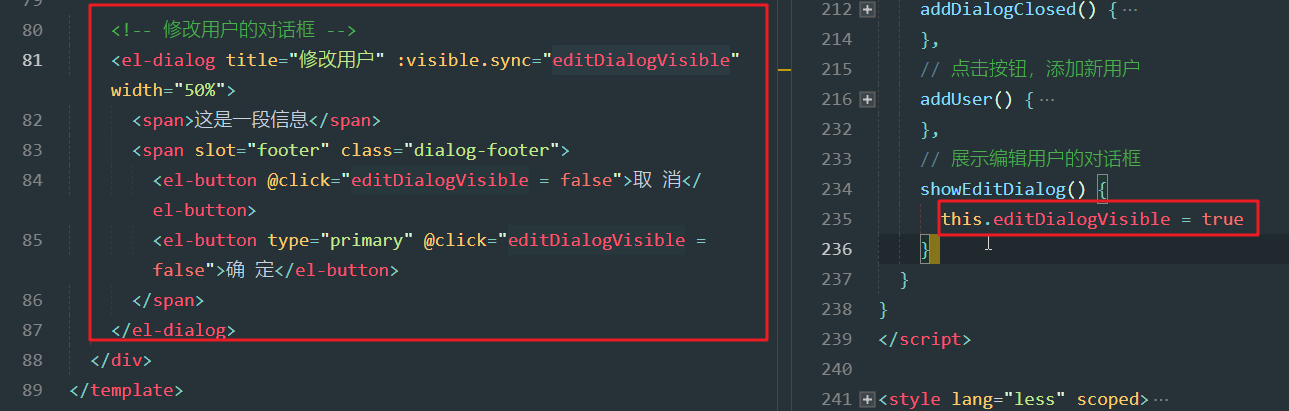 79
80 <!-- 修改用户的对话框 -->
81 <el-dialog title="修改用户" :visible.sync="editDialogVisible"
width="50%">
82 <span>这是一段信息</span>
83 <span slot="footer" class="dialog-footer">
84 <el-button @click="editDialogVisible = false">取 消</
el-button>
85 <el-button type="primary" @click="editDialogVisible =
false">确 定</el-button>
86 </span>
87 </el-dialog>
88 </div>
89 </template>
212 addDialogClosed() {⋯
214 },
215 // 点击按钮，添加新用户
216 addUser() {⋯
232 },
233 // 展示编辑用户的对话框
234 showEditDialog() {
235 this.editDialogVisible = true
236 }
237 }
238 }
239 </script>
240
241 <style lang="less" scoped>⋯